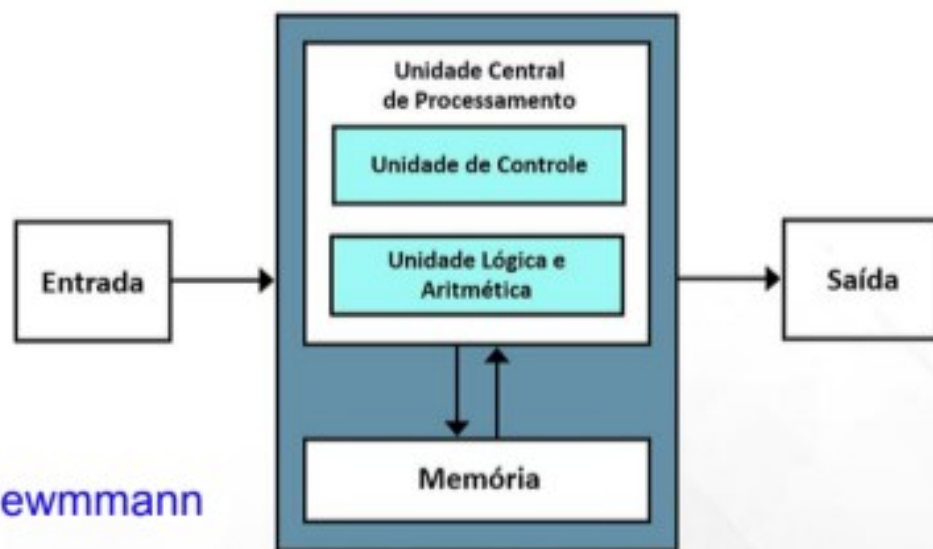 Unidade Central
de Processamento
Unidade de Controle
Unidade Lógica e
Aritmética
Entrada
Saída
Memória
ewmmann